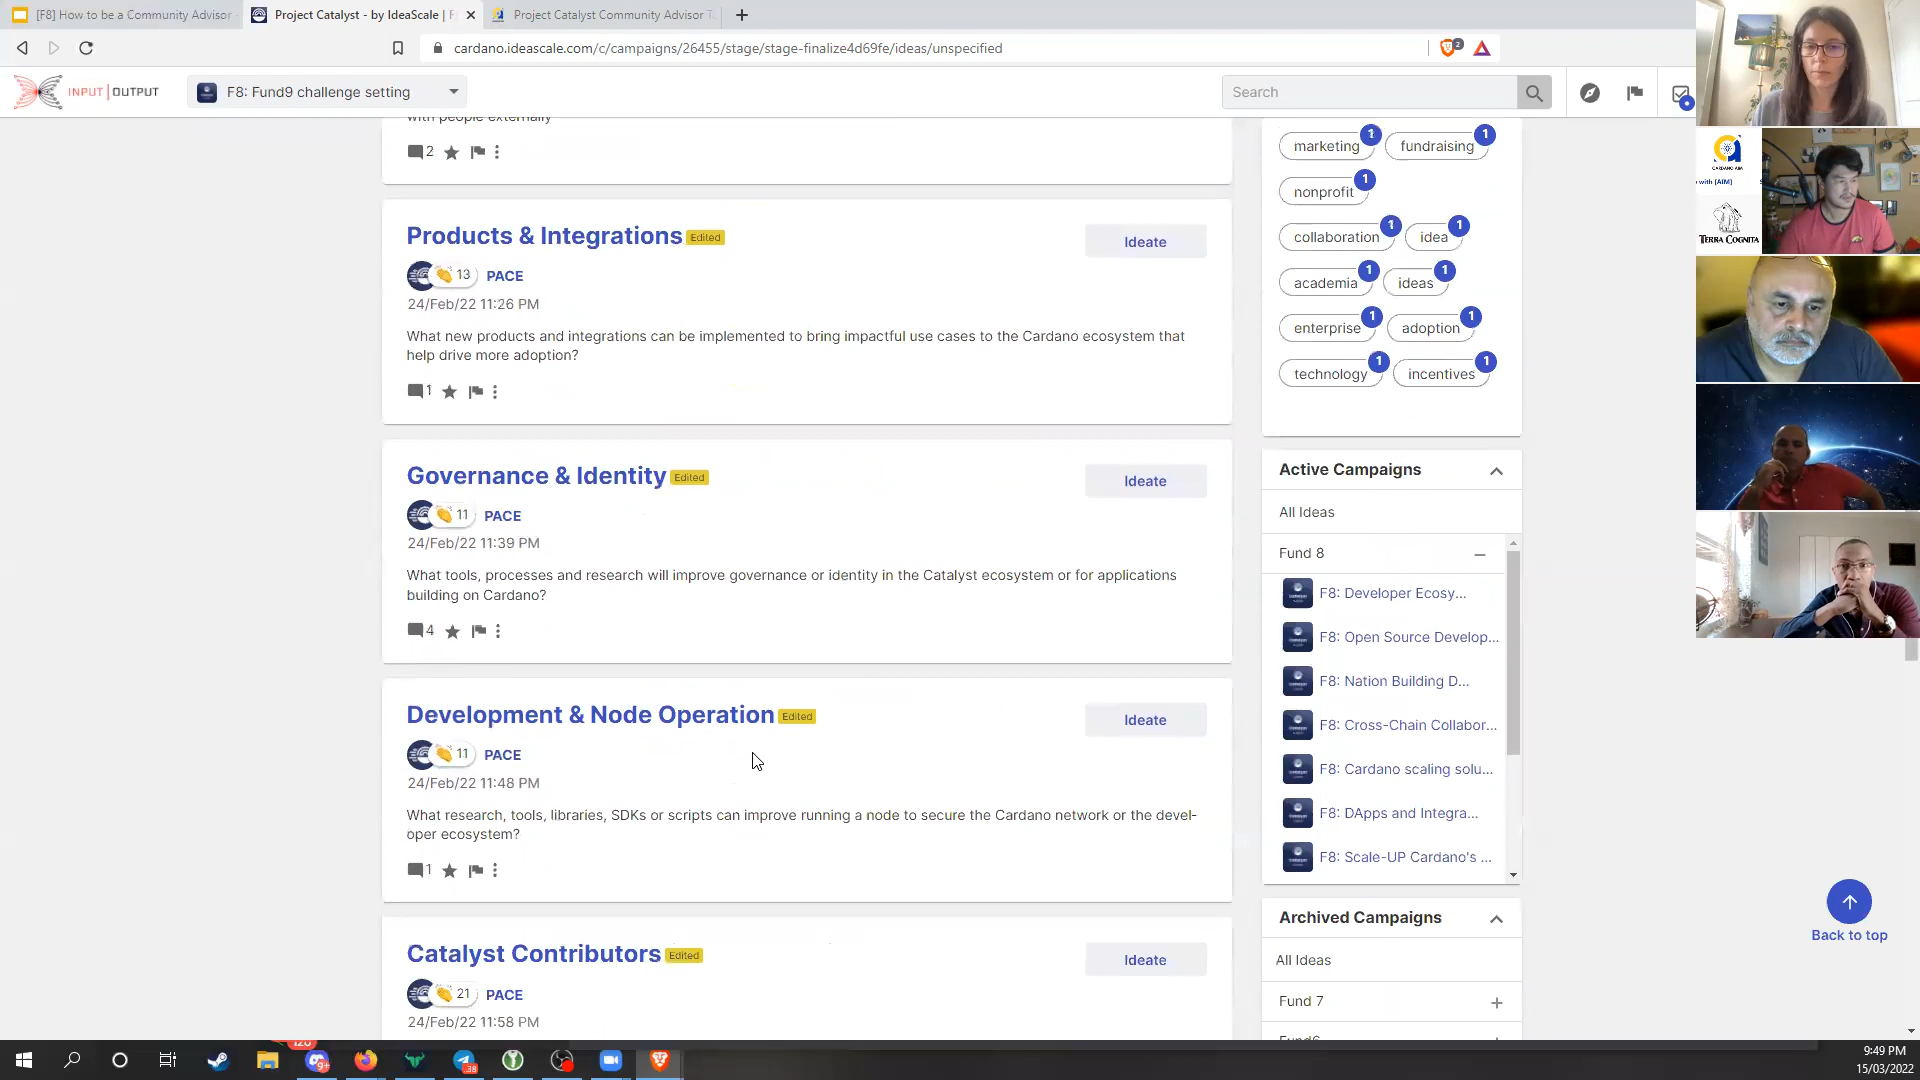 [F8] How to be a Community Advisor
Project Catalyst - by IdeaScale | F
Project Catalyst Community Advisor T
cardano.ideascale.com/c/campaigns/26455/stage/stage-finalize4d69fe/ideas/unspecified
2
INPUT | OUTPUT
F8: Fund9 challenge setting
Search
with people externally
2
Products & Integrations Edited
Ideate
13 PACE
24/Feb/22 11:26 PM
What new products and integrations can be implemented to bring impactful use cases to the Cardano ecosystem that
help drive more adoption?
1
Governance & Identity Edited
Ideate
11 PACE
24/Feb/22 11:39 PM
What tools, processes and research will improve governance or identity in the Catalyst ecosystem or for applications
building on Cardano?
4
Development & Node Operation Edited
Ideate
11 PACE
24/Feb/22 11:48 PM
What research, tools, libraries, SDKs or scripts can improve running a node to secure the Cardano network or the devel-
oper ecosystem?
1
Catalyst Contributors Edited
Ideate
21 PACE
24/Feb/22 11:58 PM
marketing 1 fundraising 1
nonprofit 1
collaboration 1 idea 1
academia 1 ideas 1
enterprise 1 adoption 1
technology 1 incentives 1
Active Campaigns
All Ideas
Fund 8
F8: Developer Ecosy...
F8: Open Source Develop...
F8: Nation Building D...
F8: Cross-Chain Collabor...
F8: Cardano scaling solu...
F8: DApps and Integra...
F8: Scale-UP Cardano's ...
Archived Campaigns
All Ideas
Fund 7
Fund6
Back to top
CARDANO AIM
with [AIM]
TERRA COGNITA
9+
38
9:49 PM
15/03/2022